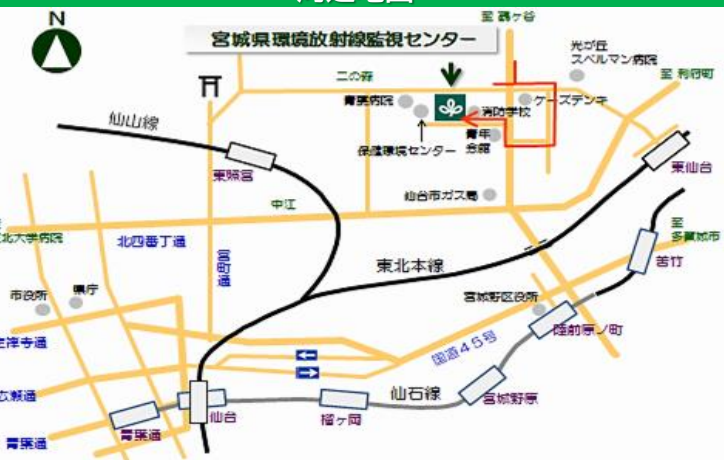 N
至 鶴ヶ谷
宮城県環境放射線監視センター
光が丘
スペルマン病院
至 利府町
二の森
青葉病院
消防学校
ケーズデンキ
仙山線
保健環境センター
青年
会館
東照宮
東仙台
仙台市ガス局
中江
北大学病院
北四番丁通
宮町通
至
多賀城市
東北本線
苦竹
市役所
県庁
宮城野区役所
定禅寺通
陸前原ノ町
国道45号
広瀬通
仙石線
宮城野原
仙台
榴ヶ岡
青葉通
青葉通